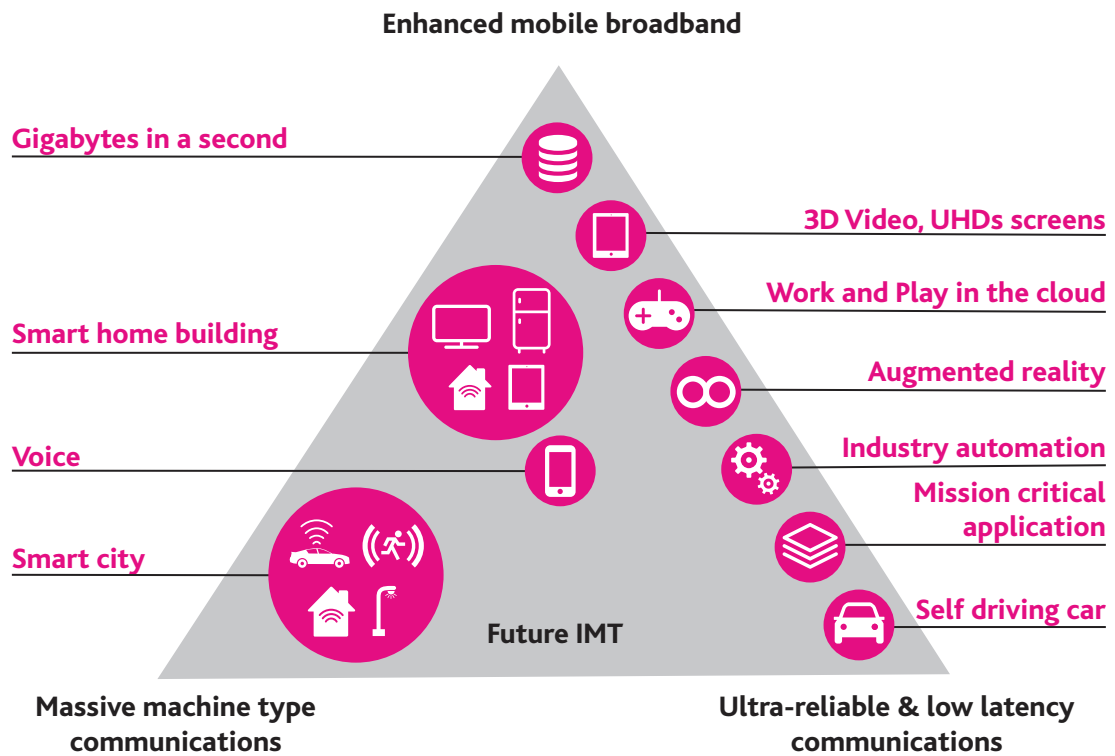 Enhanced mobile broadband
Gigabytes in a second
3D Video, UHDs screens
Work and Play in the cloud
Smart home building
Augmented reality
Voice
Industry automation
Mission critical
application
Smart city
Self driving car
Future IMT
Massive machine type
communications
Ultra-reliable & low latency
communications